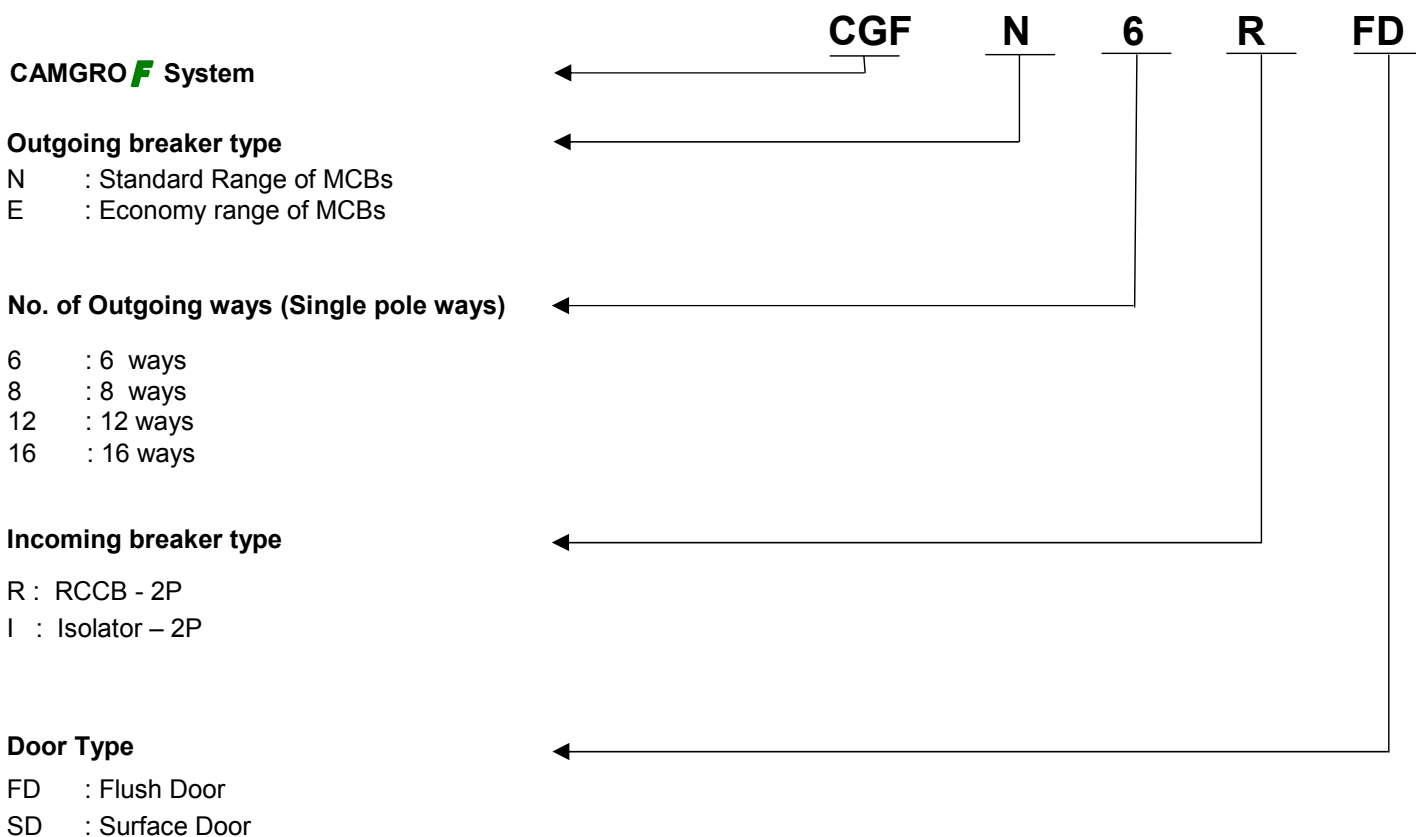 CGF N 6 R FD
CAMGROF System
Outgoing breaker type
N : Standard Range of MCBs
E : Economy range of MCBs
No. of Outgoing ways (Single pole ways)
6 : 6 ways
8 : 8 ways
12 : 12 ways
16 : 16 ways
Incoming breaker type
R : RCCB - 2P
I : Isolator – 2P
Door Type
FD : Flush Door
SD : Surface Door